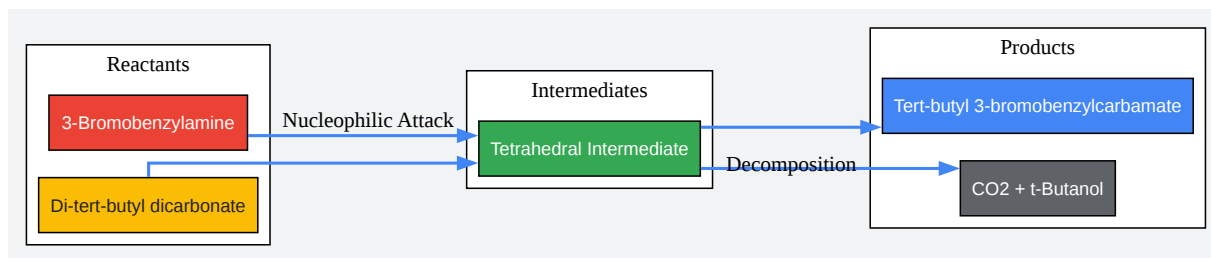 Reactants
3-Bromobenzylamine
Di-tert-butyl dicarbonate
Nucleophilic Attack
Intermediates
Tetrahedral Intermediate
Decomposition
Products
Tert-butyl 3-bromobenzylcarbamate
CO2 + t-Butanol